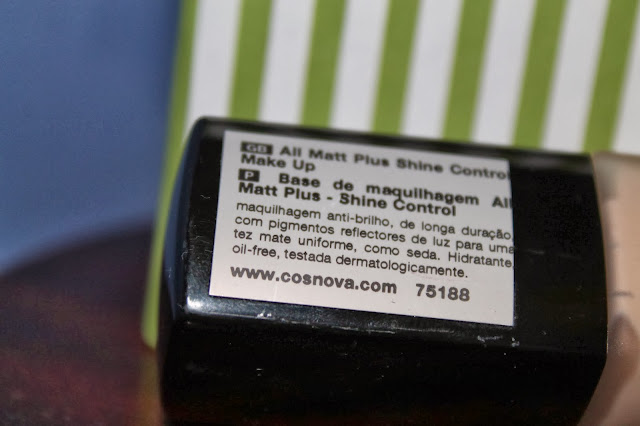 GB All Matt Plus Shine Control
Make Up
P Base de maquilhagem All
Matt Plus - Shine Control
maquilhagem anti-brilho, de longa duração,
com pigmentos reflectores de luz para uma
tez mate uniforme, como seda. Hidratante,
oil-free, testada dermatologicamente.
www.cosnova.com 75188